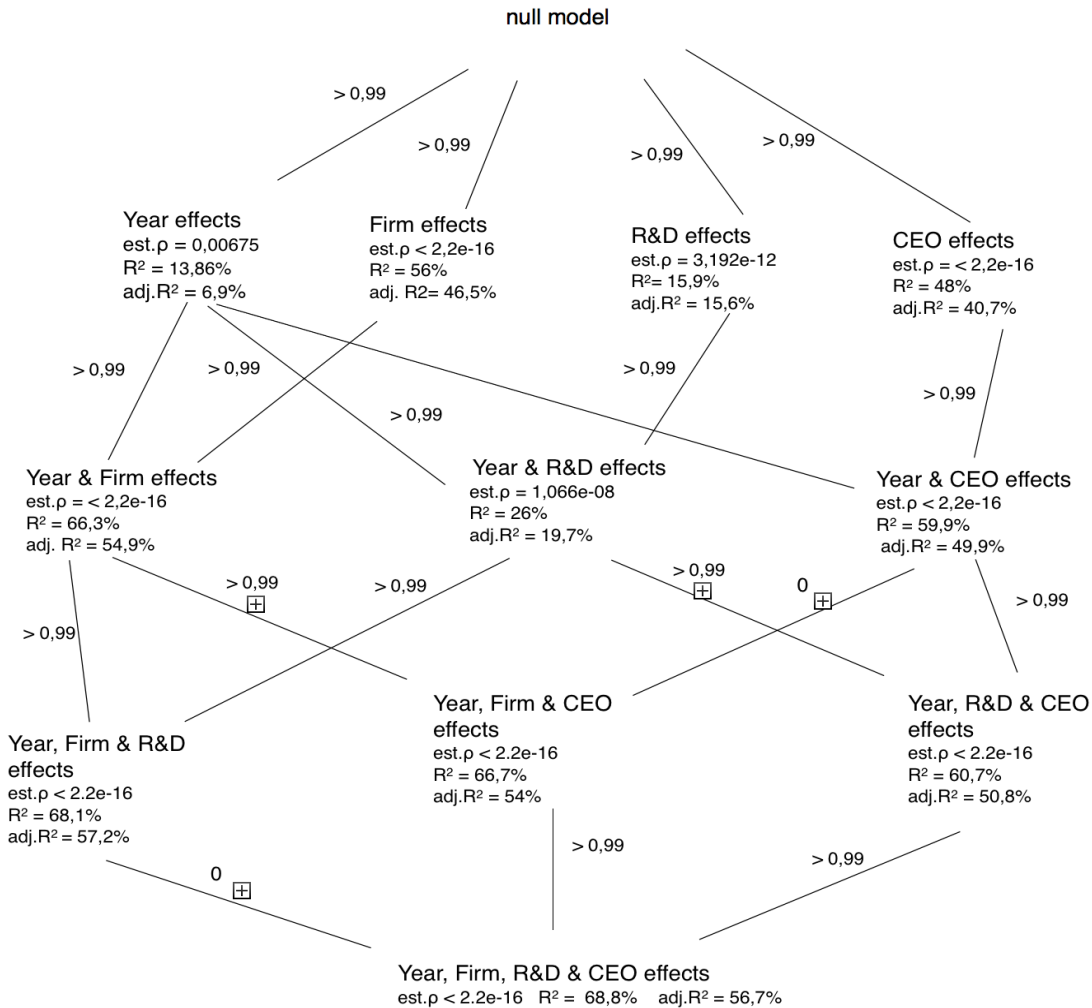 null model
> 0,99
> 0,99
> 0,99
> 0,99
Year effects
est.ρ = 0,00675
R² = 13,86%
adj.R² = 6,9%
Firm effects
est.ρ < 2,2e-16
R² = 56%
adj. R2= 46,5%
R&D effects
est.ρ = 3,192e-12
R²= 15,9%
adj.R² = 15,6%
CEO effects
est.ρ = < 2,2e-16
R² = 48%
adj.R² = 40,7%
> 0,99
> 0,99
> 0,99
> 0,99
> 0,99
Year & Firm effects
est.ρ = < 2,2e-16
R² = 66,3%
adj. R² = 54,9%
Year & R&D effects
est.ρ = 1,066e-08
R² = 26%
adj.R² = 19,7%
Year & CEO effects
est.ρ < 2,2e-16
R² = 59,9%
adj.R² = 49,9%
> 0,99
> 0,99
> 0,99
> 0,99
0
> 0,99
Year, Firm & R&D
effects
est.ρ < 2.2e-16
R² = 68,1%
adj.R² = 57,2%
Year, Firm & CEO
effects
est.ρ < 2.2e-16
R² = 66,7%
adj.R² = 54%
Year, R&D & CEO
effects
est.ρ < 2.2e-16
R² = 60,7%
adj.R² = 50,8%
0
> 0,99
> 0,99
Year, Firm, R&D & CEO effects
est.ρ < 2.2e-16 R² = 68,8% adj.R² = 56,7%